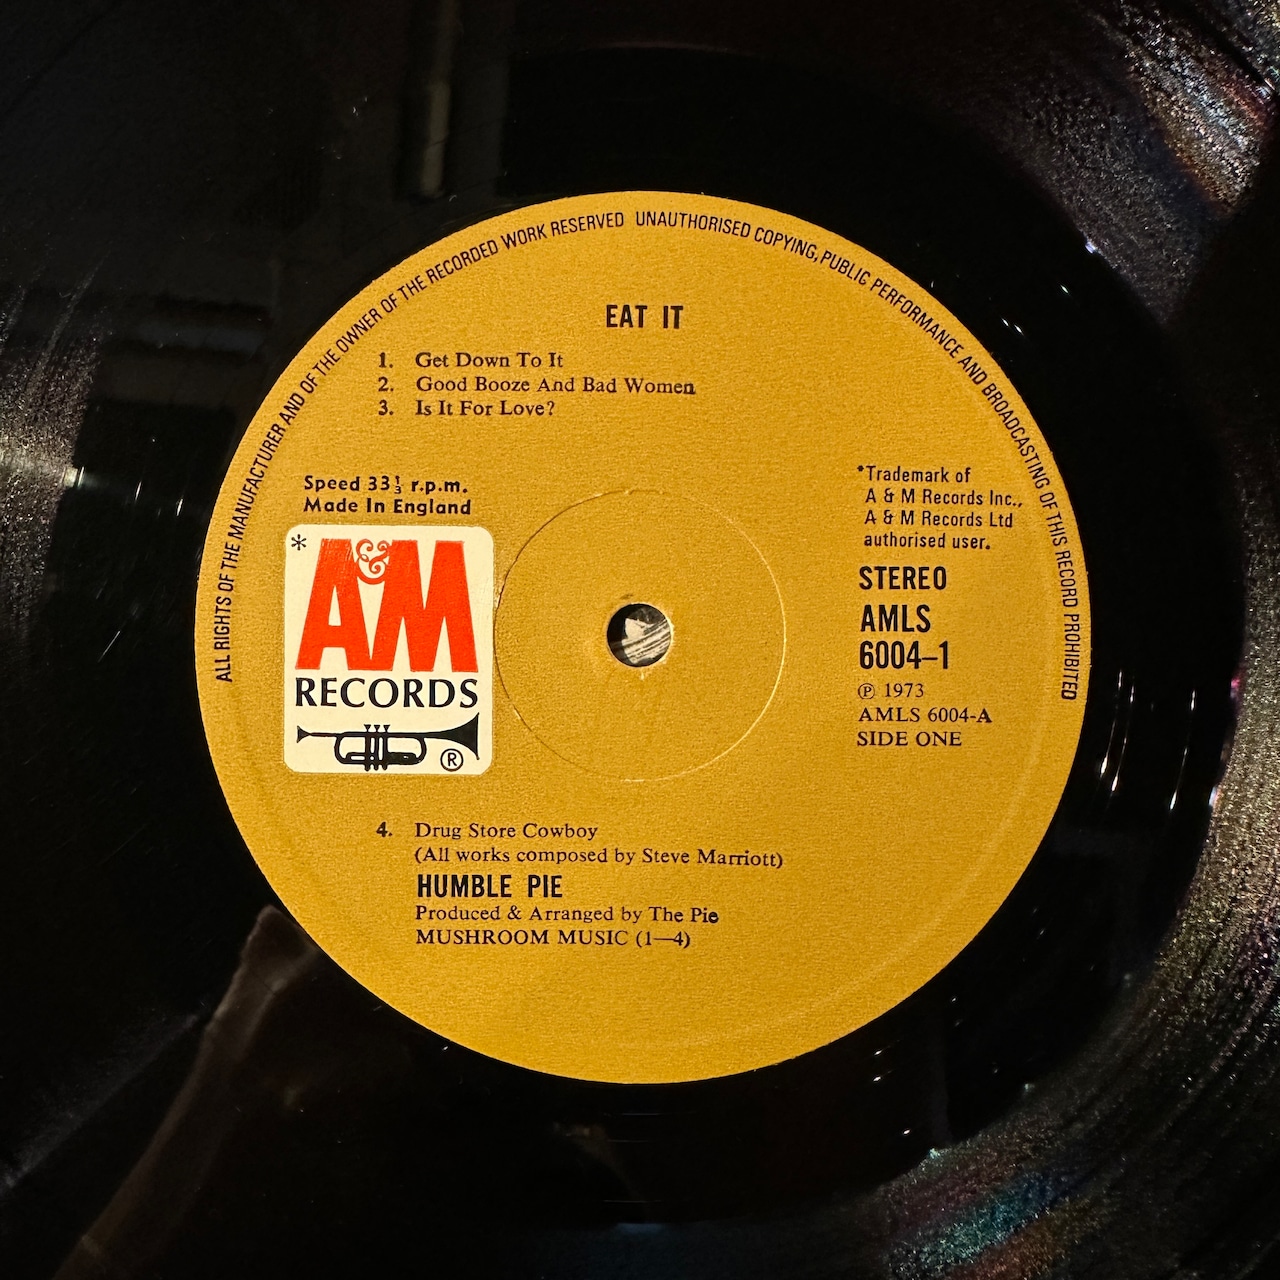 ALL RIGHTS OF THE MANUFACTURER AND OF THE OWNER OF THE RECORDED WORK RESERVED UNAUTHORISED COPYING, PUBLIC PERFORMANCE AND BROADCASTING OF THIS RECORD PROHIBITED
EAT IT
1. Get Down To It
2. Good Booze And Bad Women
3. Is It For Love?
Speed 33⅓ r.p.m.
Made In England
*
A&M
RECORDS
®
*Trademark of
A & M Records Inc.,
A & M Records Ltd
authorised user.
STEREO
AMLS
6004–1
℗ 1973
AMLS 6004-A
SIDE ONE
4. Drug Store Cowboy
(All works composed by Steve Marriott)
HUMBLE PIE
Produced & Arranged by The Pie
MUSHROOM MUSIC (1—4)